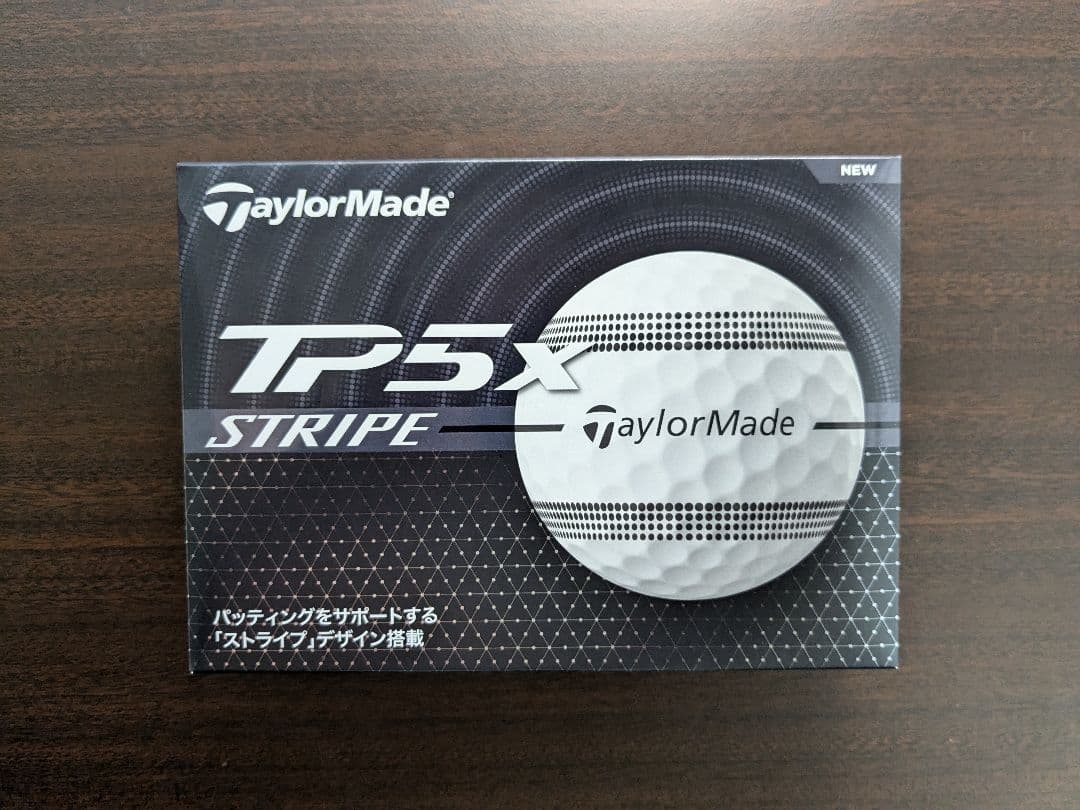 NEW
TaylorMade®
TP5x
STRIPE
TaylorMade
パッティングをサポートする
「ストライプ」デザイン搭載